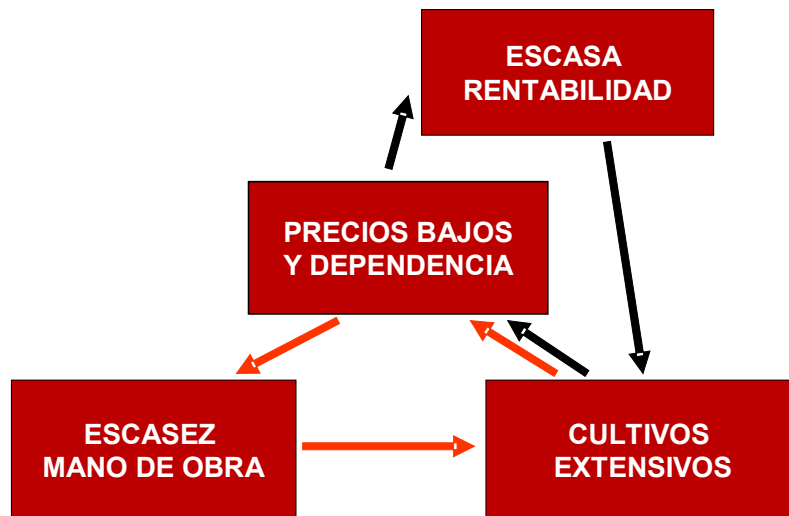 ESCASA
RENTABILIDAD
PRECIOS BAJOS
Y DEPENDENCIA
ESCASEZ
MANO DE OBRA
CULTIVOS
EXTENSIVOS